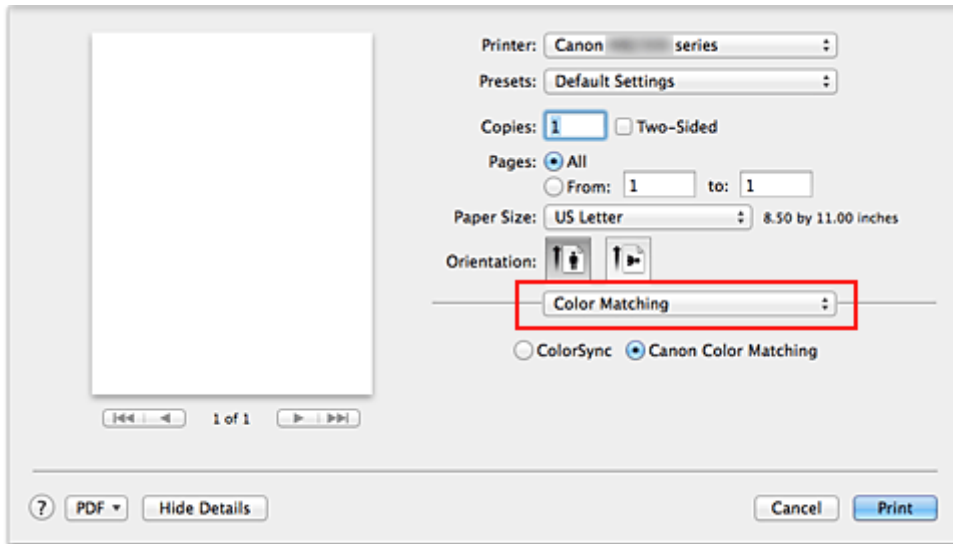 Printer: Canon series
Presets: Default Settings
Copies: 1 Two-Sided
Pages: All
From: 1 to: 1
Paper Size: US Letter 8.50 by 11.00 inches
Orientation:
Color Matching
ColorSync Canon Color Matching
1 of 1
? PDF Hide Details Cancel Print